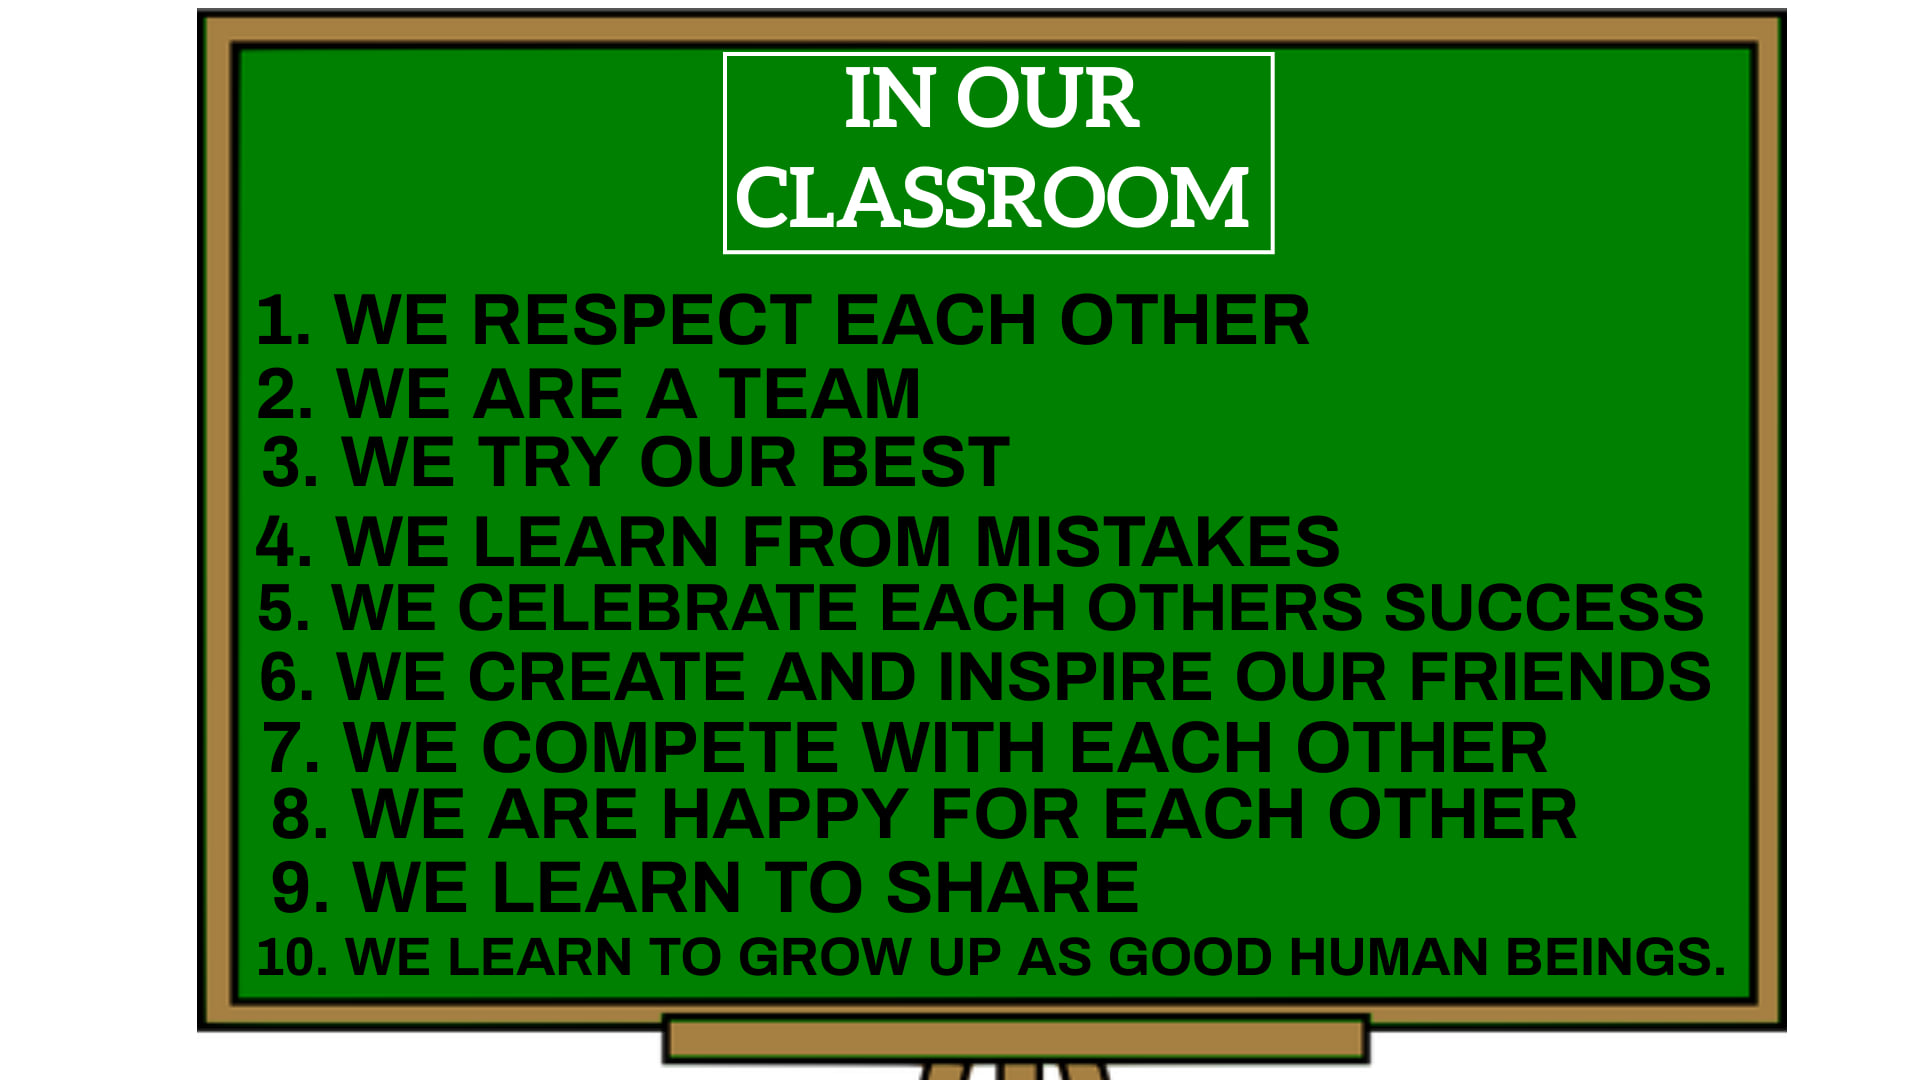 IN OUR
CLASSROOM
1. WE RESPECT EACH OTHER
2. WE ARE A TEAM
3. WE TRY OUR BEST
4. WE LEARN FROM MISTAKES
5. WE CELEBRATE EACH OTHERS SUCCESS
6. WE CREATE AND INSPIRE OUR FRIENDS
7. WE COMPETE WITH EACH OTHER
8. WE ARE HAPPY FOR EACH OTHER
9. WE LEARN TO SHARE
10. WE LEARN TO GROW UP AS GOOD HUMAN BEINGS.